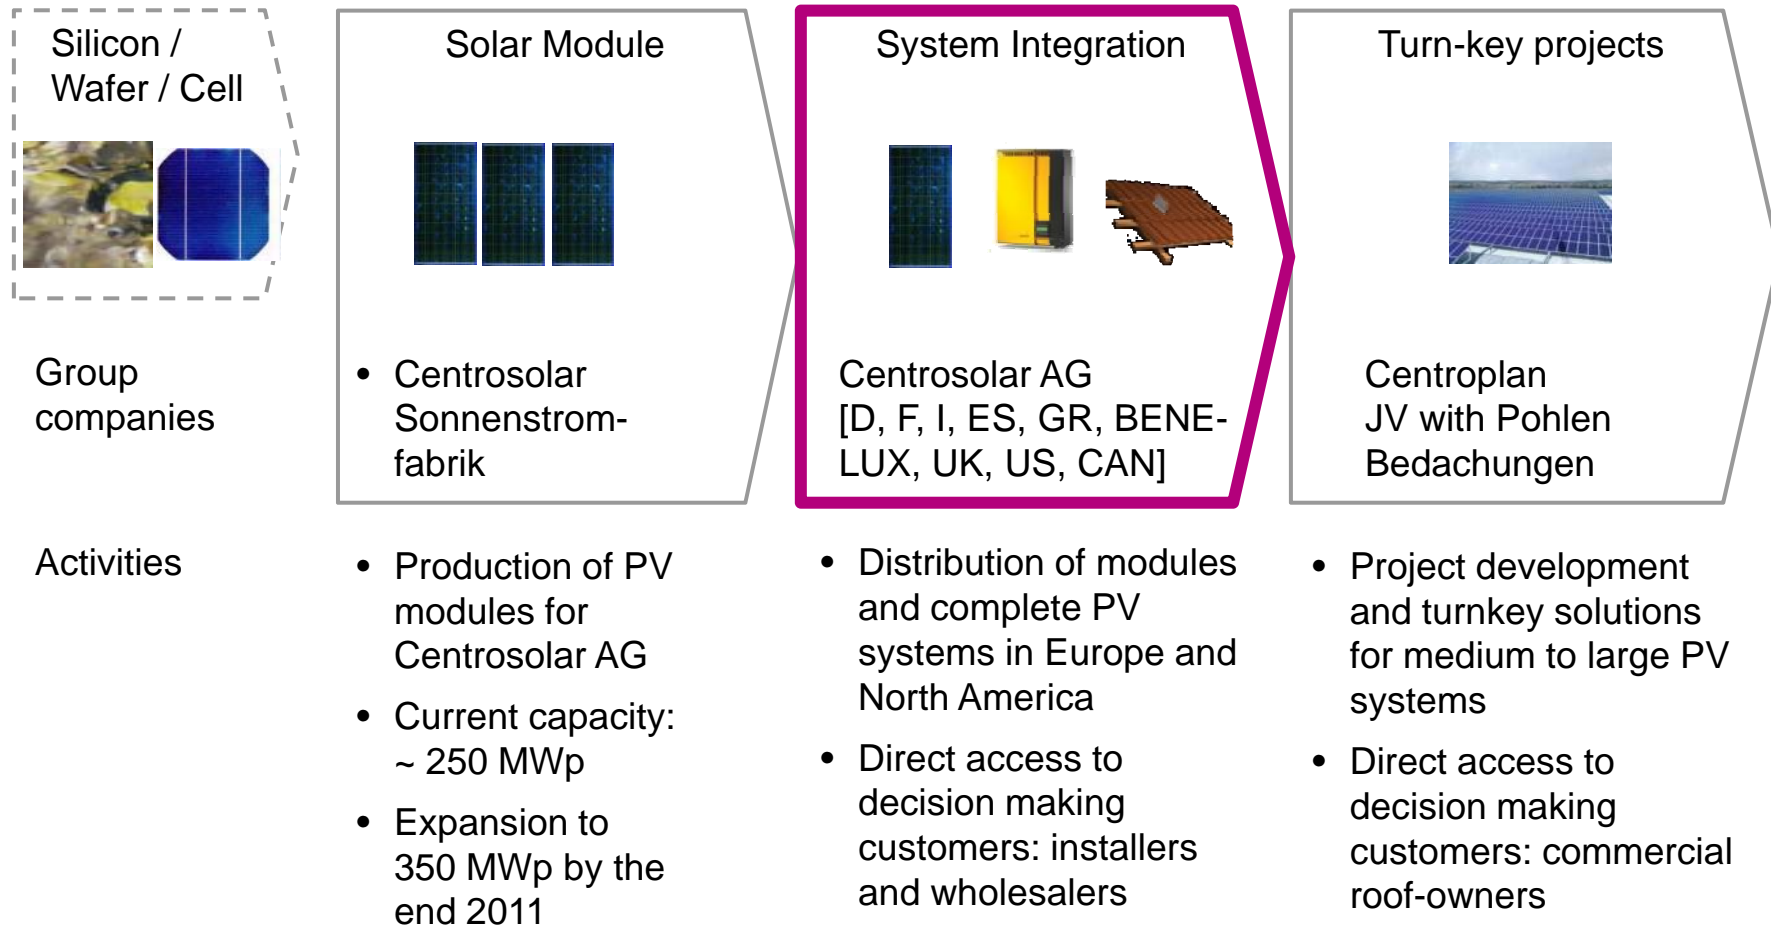 Silicon /
Wafer / Cell
Solar Module
System Integration
Turn-key projects
Group
companies
• Centrosolar
Sonnenstrom-
fabrik
Centrosolar AG
[D, F, I, ES, GR, BENE-
LUX, UK, US, CAN]
Centroplan
JV with Pohlen
Bedachungen
Activities
• Production of PV
modules for
Centrosolar AG
• Current capacity:
~ 250 MWp
• Expansion to
350 MWp by the
end 2011
• Distribution of modules
and complete PV
systems in Europe and
North America
• Direct access to
decision making
customers: installers
and wholesalers
• Project development
and turnkey solutions
for medium to large PV
systems
• Direct access to
decision making
customers: commercial
roof-owners